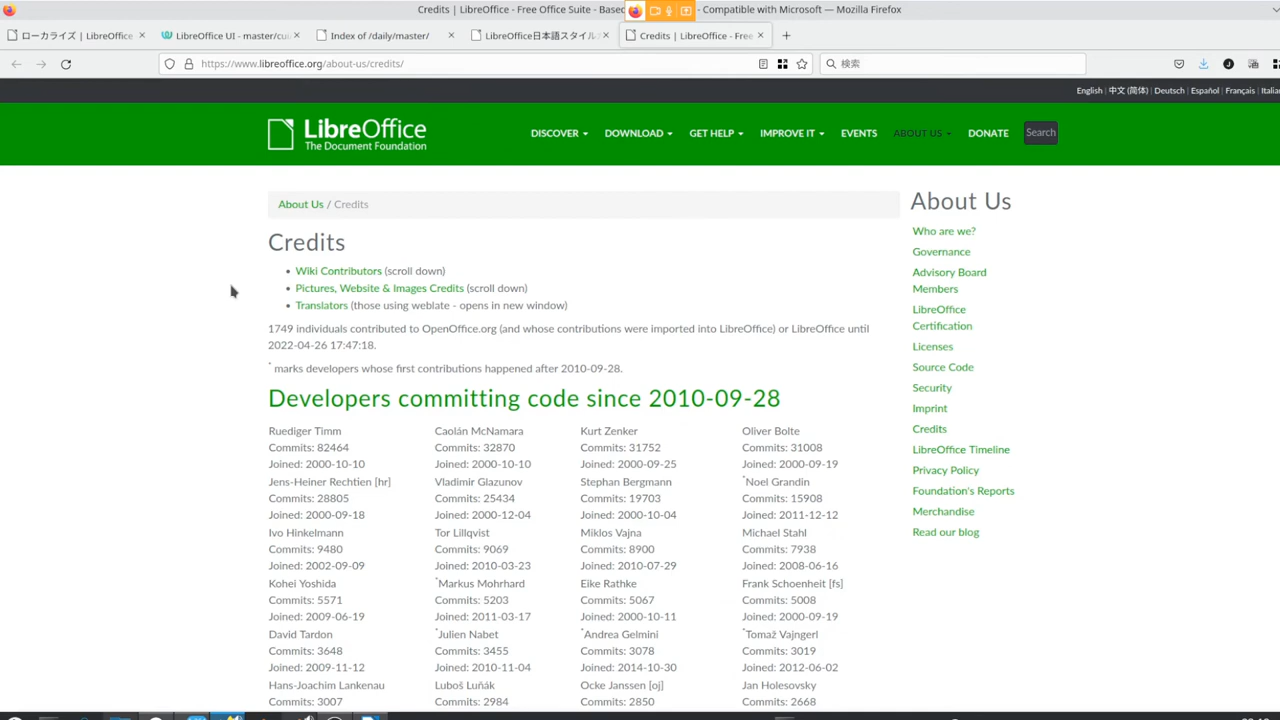 Credits | LibreOffice - Free Office Suite - Based
- Compatible with Microsoft — Mozilla Firefox
ローカライズ | LibreOffice
LibreOffice UI - master/cui
Index of /daily/master/
LibreOffice日本語スタイル
Credits | LibreOffice - Free
https://www.libreoffice.org/about-us/credits/
検索
English | 中文 (简体) | Deutsch | Español | Français | Italia
LibreOffice
The Document Foundation
DISCOVER
DOWNLOAD
GET HELP
IMPROVE IT
EVENTS
ABOUT US
DONATE
Search
About Us / Credits
Credits
• Wiki Contributors (scroll down)
• Pictures, Website & Images Credits (scroll down)
• Translators (those using weblate - opens in new window)
1749 individuals contributed to OpenOffice.org (and whose contributions were imported into LibreOffice) or LibreOffice until
2022-04-26 17:47:18.
* marks developers whose first contributions happened after 2010-09-28.
Developers committing code since 2010-09-28
Ruediger Timm
Commits: 82464
Joined: 2000-10-10
Caolán McNamara
Commits: 32870
Joined: 2000-10-10
Kurt Zenker
Commits: 31752
Joined: 2000-09-25
Oliver Bolte
Commits: 31008
Joined: 2000-09-19
Jens-Heiner Rechtien [hr]
Commits: 28805
Joined: 2000-09-18
Vladimir Glazunov
Commits: 25434
Joined: 2000-12-04
Stephan Bergmann
Commits: 19703
Joined: 2000-10-04
*Noel Grandin
Commits: 15908
Joined: 2011-12-12
Ivo Hinkelmann
Commits: 9480
Joined: 2002-09-09
Tor Lillqvist
Commits: 9069
Joined: 2010-03-23
Miklos Vajna
Commits: 8900
Joined: 2010-07-29
Michael Stahl
Commits: 7938
Joined: 2008-06-16
Kohei Yoshida
Commits: 5571
Joined: 2009-06-19
*Markus Mohrhard
Commits: 5203
Joined: 2011-03-17
Eike Rathke
Commits: 5067
Joined: 2000-10-11
Frank Schoenheit [fs]
Commits: 5008
Joined: 2000-09-19
David Tardon
Commits: 3648
Joined: 2009-11-12
*Julien Nabet
Commits: 3455
Joined: 2010-11-04
*Andrea Gelmini
Commits: 3078
Joined: 2014-10-30
*Tomaž Vajngerl
Commits: 3019
Joined: 2012-06-02
Hans-Joachim Lankenau
Commits: 3007
Luboš Luňák
Commits: 2984
Ocke Janssen [oj]
Commits: 2850
Jan Holesovsky
Commits: 2668
About Us
Who are we?
Governance
Advisory Board
Members
LibreOffice
Certification
Licenses
Source Code
Security
Imprint
Credits
LibreOffice Timeline
Privacy Policy
Foundation's Reports
Merchandise
Read our blog